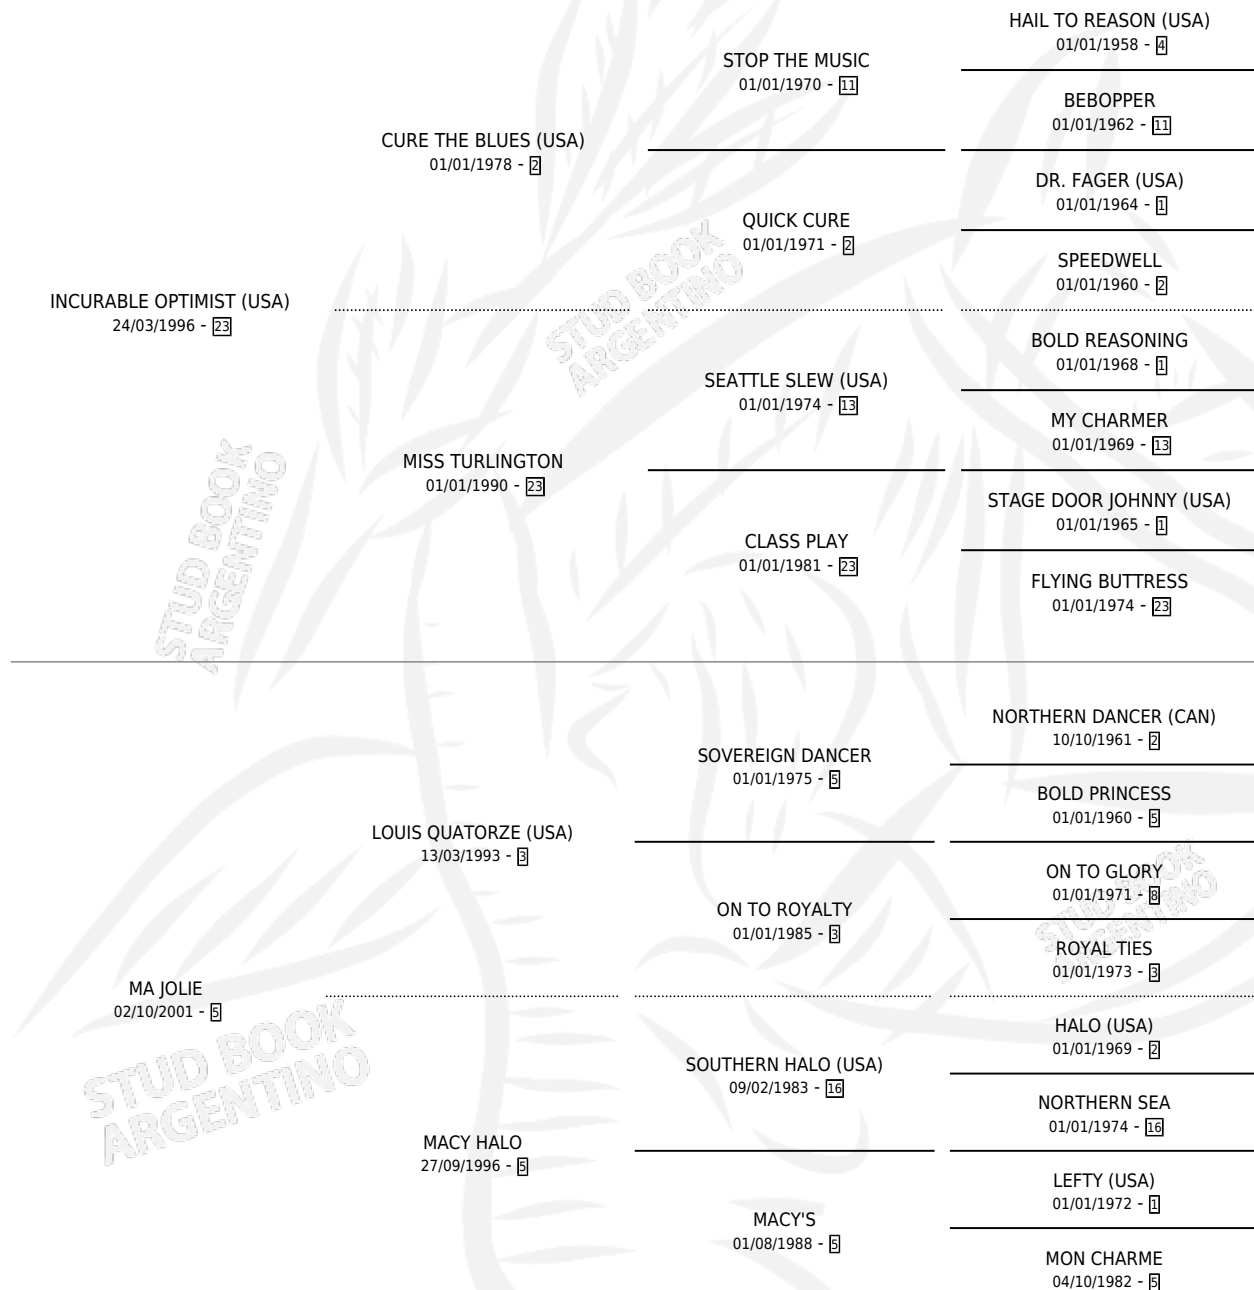 HAIL TO REASON (USA)
01/01/1958 - 4
STOP THE MUSIC
01/01/1970 - 11
BEBOPPER
01/01/1962 - 11
CURE THE BLUES (USA)
01/01/1978 - 2
DR. FAGER (USA)
01/01/1964 - 1
QUICK CURE
01/01/1971 - 2
SPEEDWELL
01/01/1960 - 2
INCURABLE OPTIMIST (USA)
24/03/1996 - 23
BOLD REASONING
01/01/1968 - 1
SEATTLE SLEW (USA)
01/01/1974 - 13
MY CHARMER
01/01/1969 - 13
MISS TURLINGTON
01/01/1990 - 23
STAGE DOOR JOHNNY (USA)
01/01/1965 - 1
CLASS PLAY
01/01/1981 - 23
FLYING BUTTRESS
01/01/1974 - 23
NORTHERN DANCER (CAN)
10/10/1961 - 2
SOVEREIGN DANCER
01/01/1975 - 5
BOLD PRINCESS
01/01/1960 - 5
LOUIS QUATORZE (USA)
13/03/1993 - 3
ON TO GLORY
01/01/1971 - 8
ON TO ROYALTY
01/01/1985 - 3
ROYAL TIES
01/01/1973 - 3
MA JOLIE
02/10/2001 - 5
HALO (USA)
01/01/1969 - 2
SOUTHERN HALO (USA)
09/02/1983 - 16
NORTHERN SEA
01/01/1974 - 16
MACY HALO
27/09/1996 - 5
LEFTY (USA)
01/01/1972 - 1
MACY'S
01/08/1988 - 5
MON CHARME
04/10/1982 - 5
STUD BOOK
ARGENTINO
STUD BOOK
ARGENTINO
STUD BOOK
ARGENTINO
STUD BOOK
ARGENTINO